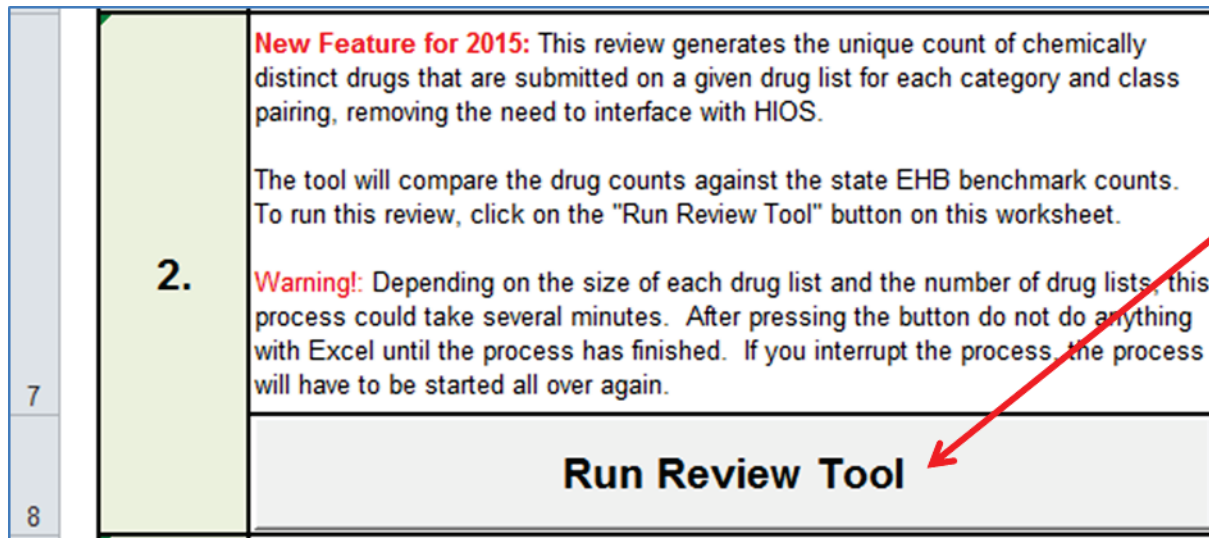 New Feature for 2015: This review generates the unique count of chemically
distinct drugs that are submitted on a given drug list for each category and class
pairing, removing the need to interface with HIOS.
The tool will compare the drug counts against the state EHB benchmark counts.
To run this review, click on the "Run Review Tool" button on this worksheet.
2.
Warning!: Depending on the size of each drug list and the number of drug lists, this
process could take several minutes.  After pressing the button do not do anything
with Excel until the process has finished.  If you interrupt the process, the process
will have to be started all over again.
7
Run Review Tool
8